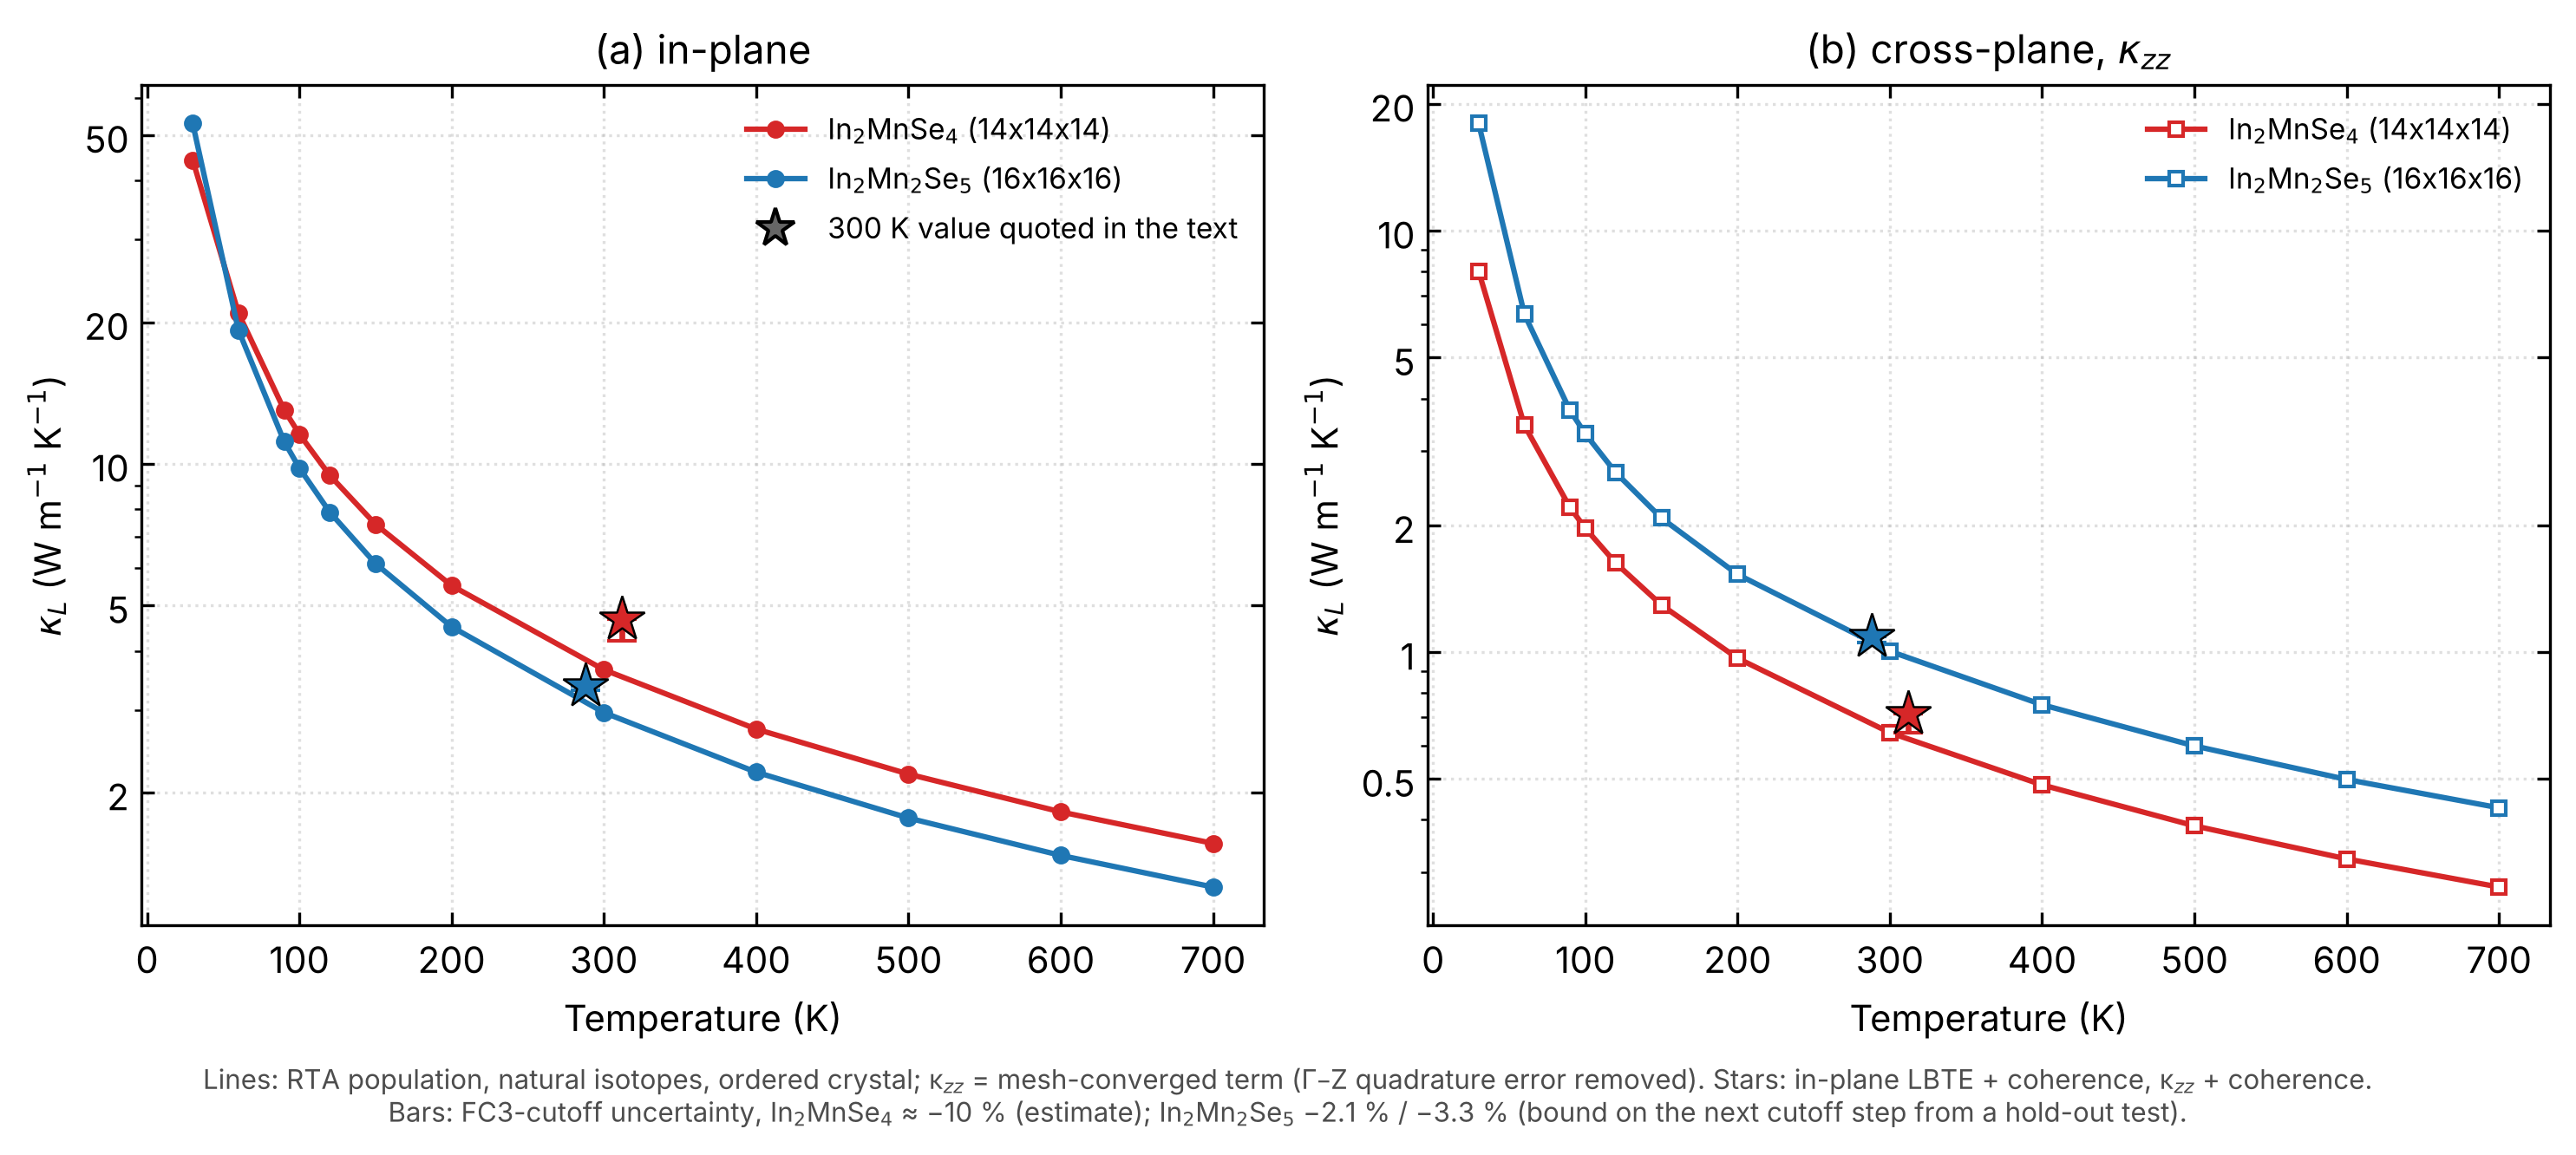 (a) in-plane
50
20
10
5
2
κL (W m−1 K−1)
In2MnSe4 (14x14x14)
In2Mn2Se5 (16x16x16)
300 K value quoted in the text
0 100 200 300 400 500 600 700
Temperature (K)
(b) cross-plane, κzz
20
10
5
2
1
0.5
κL (W m−1 K−1)
In2MnSe4 (14x14x14)
In2Mn2Se5 (16x16x16)
0 100 200 300 400 500 600 700
Temperature (K)
Lines: RTA population, natural isotopes, ordered crystal; κzz = mesh-converged term (Γ–Z quadrature error removed). Stars: in-plane LBTE + coherence, κzz + coherence.
Bars: FC3-cutoff uncertainty, In2MnSe4 ≈ −10 % (estimate); In2Mn2Se5 −2.1 % / −3.3 % (bound on the next cutoff step from a hold-out test).